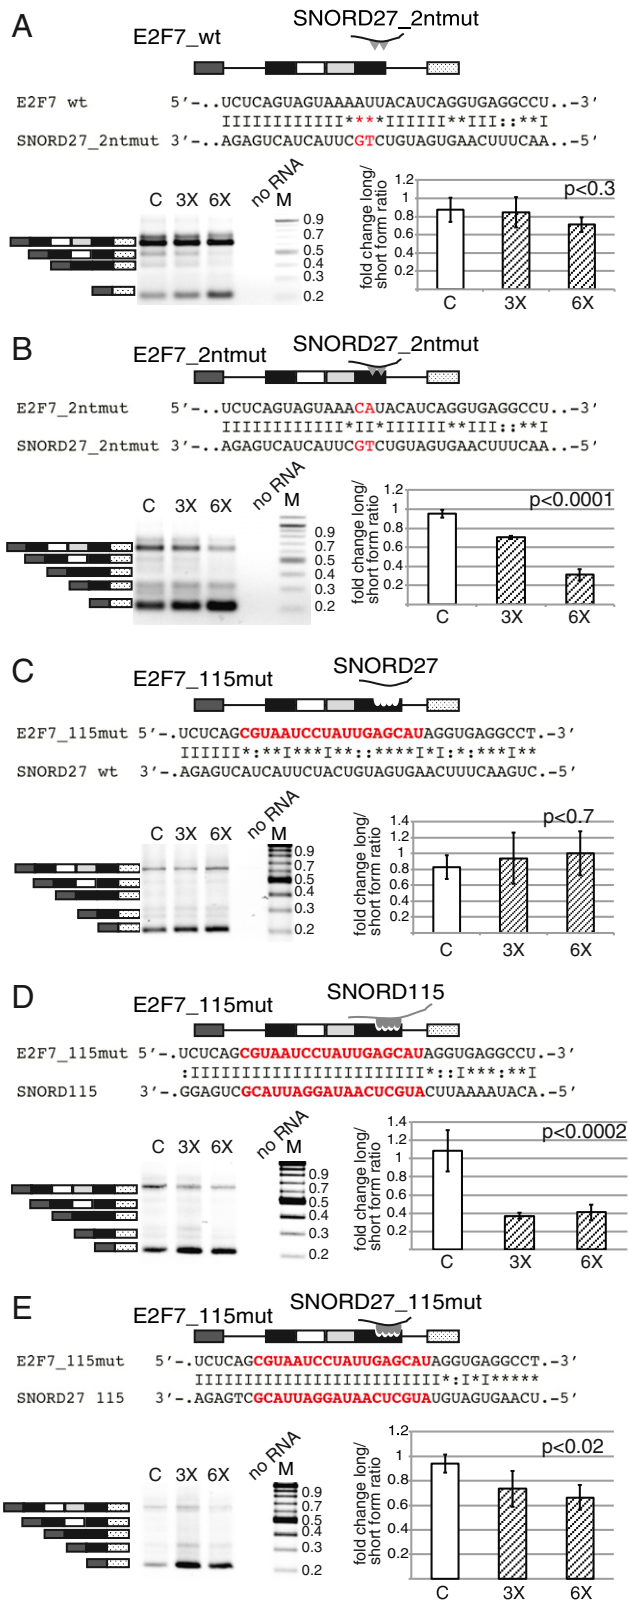 A
SNORD27_2ntmut
E2F7_wt
E2F7 wt 5′-..UCUCAGUAGUAAAAUUACAUCAGGUGAGGCCU..-3′
IIIIIIIIIIII****IIIIII**III::**I
SNORD27_2ntmut 3′-..AGAGUCAUCAUUCGTCUGUAGUGAACUUUCAA..-5′
C 3X 6X no RNA M
0.9
0.7
0.5
0.4
0.3
0.2
fold change long/
short form ratio
1.2
1
0.8
0.6
0.4
0.2
p<0.3
C 3X 6X
B
SNORD27_2ntmut
E2F7_2ntmut
E2F7_2ntmut 5′-..UCUCAGUAGUAAACAUACAUCAGGUGAGGCCU..-3′
IIIIIIIIIIII*II*IIIIII**III::**I
SNORD27_2ntmut 3′-..AGAGUCAUCAUUCGTCUGUAGUGAACUUUCAA..-5′
C 3X 6X no RNA M
0.9
0.7
0.5
0.4
0.3
0.2
fold change long/
short form ratio
1.2
1
0.8
0.6
0.4
0.2
p<0.0001
C 3X 6X
C
SNORD27
E2F7_115mut
E2F7_115mut 5′-.UCUCAGCGUAAUCCUAUUGAGCAUAGGUGAGGCCT.-3′
IIIIII*:**I***I**::****I*I:*:***I**
SNORD27 wt 3′-.AGAGUCAUCAUUCUACUGUAGUGAACUUUCAAGUC.-5′
C 3X 6X no RNA M
0.9
0.7
0.5
0.4
0.3
0.2
fold change long/
short form ratio
1.4
1.2
1
0.8
0.6
0.4
0.2
p<0.7
C 3X 6X
D
SNORD115
E2F7_115mut
E2F7_115mut 5′-.UCUCAGCGUAAUCCUAUUGAGCAUAGGUGAGGCCU.-3′
:IIIIIIIIIIIIIIIIIIIIIII*::I***:**I
SNORD115 3′-.GGAGUCGCAUUAGGAUAACUCGUACUUAAAAUACA.-5′
C 3X 6X no RNA M
0.9
0.7
0.5
0.4
0.3
0.2
fold change long/
short form ratio
1.4
1.2
1
0.8
0.6
0.4
0.2
p<0.0002
C 3X 6X
E
SNORD27_115mut
E2F7_115mut
E2F7_115mut 5′-.UCUCAGCGUAAUCCUAUUGAGCAUAGGUGAGGCCT.-3′
IIIIIIIIIIIIIIIIIIIIIIIII*:I*I*****
SNORD27 115 3′-.AGAGTCGCAUUAGGAUAACUCGUAUGUAGUGAACU.-5′
C 3X 6X no RNA M
0.9
0.7
0.5
0.4
0.3
0.2
fold change long/
short form ratio
1.2
1
0.8
0.6
0.4
0.2
p<0.02
C 3X 6X